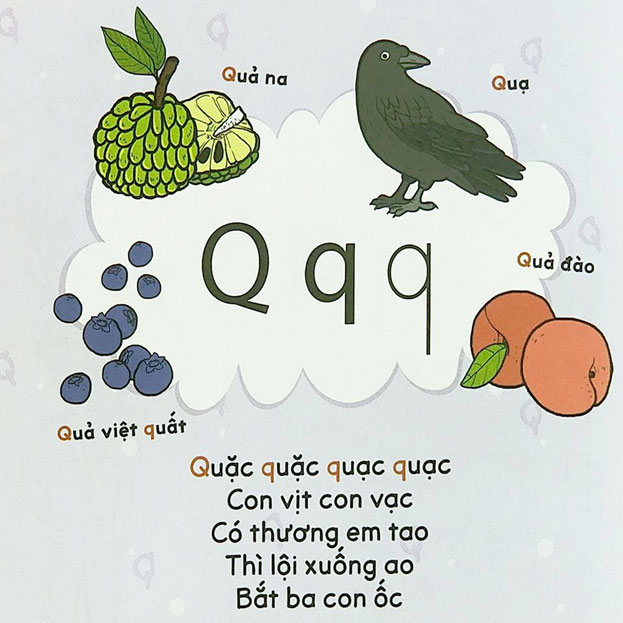 Quả na
Quạ
Q q q
Quả đào
Quả việt quất
Quặc quặc quạc quạc
Con vịt con vạc
Có thương em tao
Thì lội xuống ao
Bắt ba con ốc